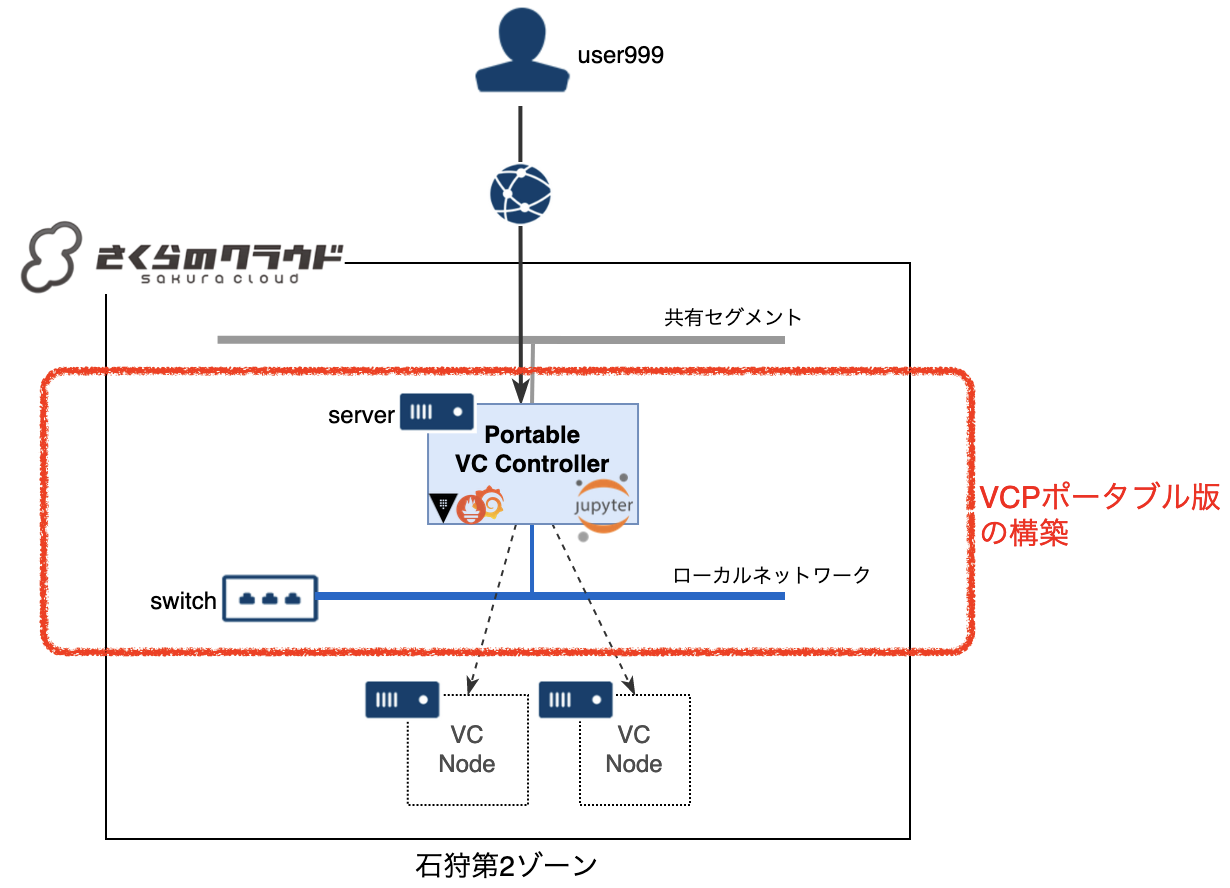 user999
さくらのクラウド
sakura cloud
共有セグメント
server
Portable
VC Controller
jupyter
VCPポータブル版
の構築
ローカルネットワーク
switch
VC
Node
VC
Node
石狩第2ゾーン